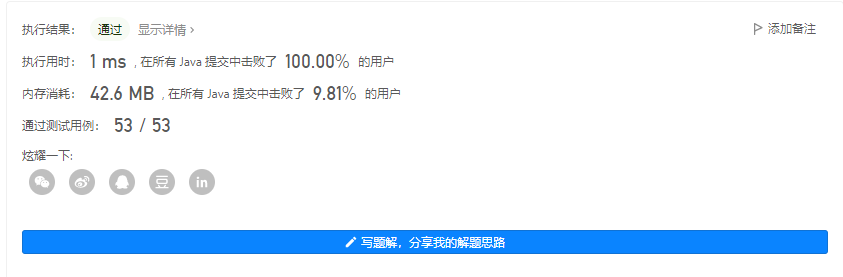 执行结果： 通过 显示详情 › 添加备注
执行用时： 1 ms , 在所有 Java 提交中击败了 100.00% 的用户
内存消耗： 42.6 MB , 在所有 Java 提交中击败了 9.81% 的用户
通过测试用例： 53 / 53
炫耀一下:
豆 in
写题解，分享我的解题思路